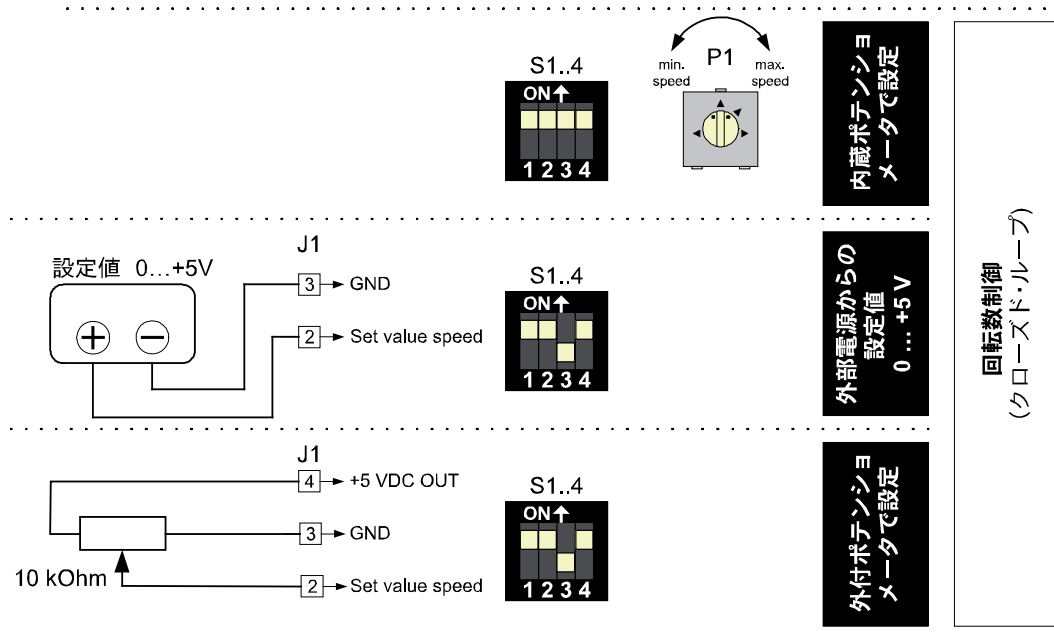 S1..4
ON
1 2 3 4
min.
speed
P1
max.
speed
内蔵ポテンショ
メータで設定
設定値 0...+5V
J1
3 GND
2 Set value speed
S1..4
ON
1 2 3 4
外部電源からの
設定値
0 ... +5 V
J1
4 +5 VDC OUT
3 GND
2 Set value speed
10 kOhm
S1..4
ON
1 2 3 4
外付ポテンショ
メータで設定
回転数制御
(クローズド・ループ)